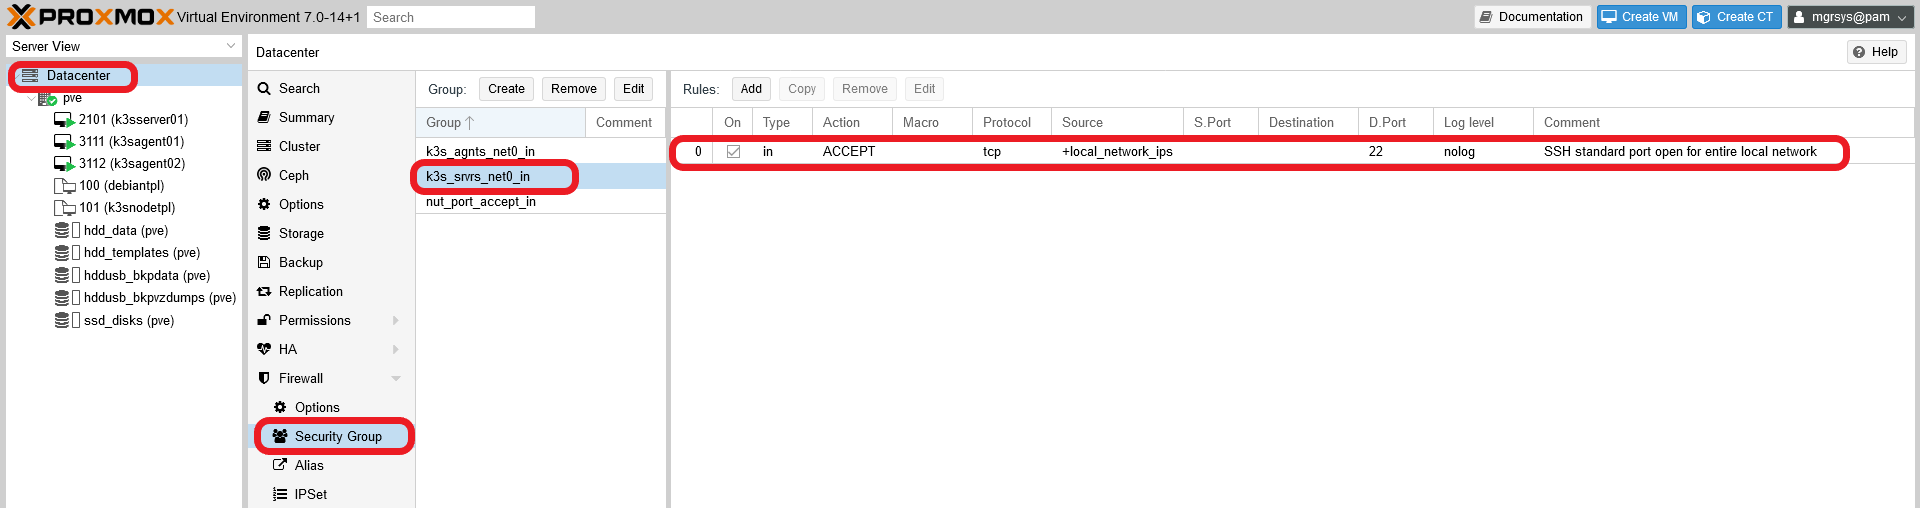 PROXMOX Virtual Environment 7.0-14+1 Search Documentation Create VM Create CT mgrsys@pam
Server View
Datacenter
pve
2101 (k3sserver01)
3111 (k3sagent01)
3112 (k3sagent02)
100 (debiantpl)
101 (k3snodetpl)
hdd_data (pve)
hdd_templates (pve)
hddusb_bkpdata (pve)
hddusb_bkpvzdumps (pve)
ssd_disks (pve)
Datacenter Help
Search
Summary
Cluster
Ceph
Options
Storage
Backup
Replication
Permissions
HA
Firewall
Options
Security Group
Alias
IPSet
Group: Create Remove Edit
Group Comment
k3s_agnts_net0_in
k3s_srvrs_net0_in
nut_port_accept_in
Rules: Add Copy Remove Edit
On Type Action Macro Protocol Source S.Port Destination D.Port Log level Comment
0 in ACCEPT tcp +local_network_ips 22 nolog SSH standard port open for entire local network